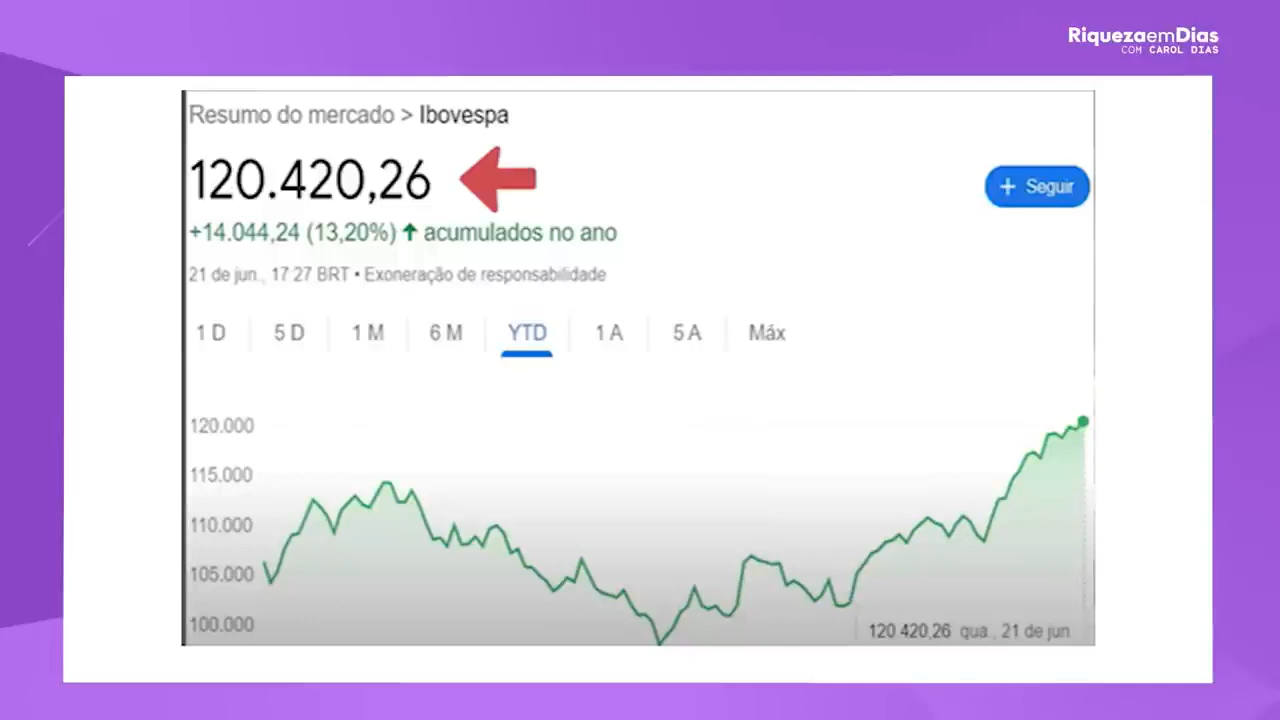 RiquezaemDias
COM CAROL DIAS
Resumo do mercado > Ibovespa
120.420,26
+ Seguir
+14.044,24 (13,20%) ↑ acumulados no ano
21 de jun., 17 27 BRT • Exoneração de responsabilidade
1 D 5 D 1 M 6 M YTD 1 A 5 A Máx
120.000
115.000
110.000
105.000
100.000
120 420,26 qua., 21 de jun